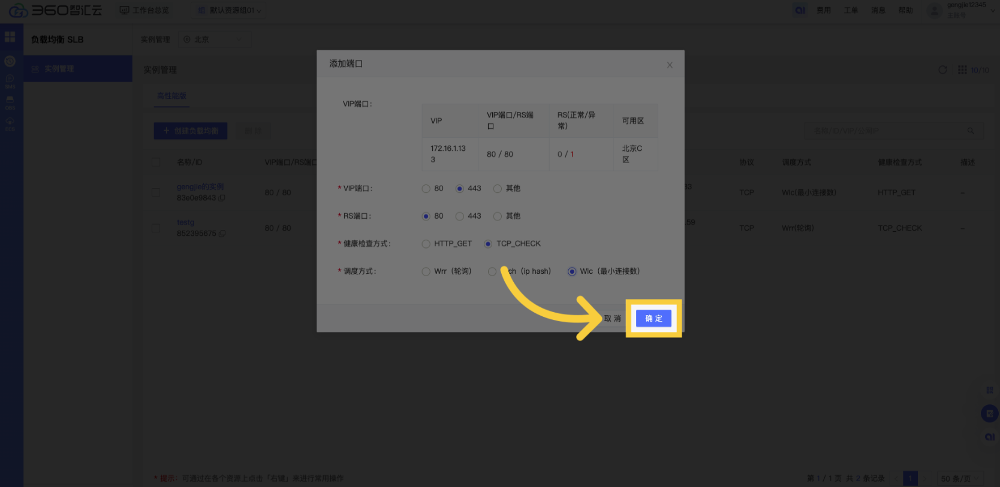 360智汇云
工作台总览
组 默认资源组01
ai
费用
工单
消息
帮助
gengjie12345
主账号
负载均衡 SLB
实例管理
北京
实例管理
SMS
OBS
ECS
实例管理
10/10
高性能版
+ 创建负载均衡
名称/ID/VIP/公网IP
名称/ID
VIP端口/RS端口
协议
调度方式
健康检查方式
描述
gengjie的实例
83e0e9843
80 / 80
33
TCP
Wlc(最小连接数)
HTTP_GET
–
testg
852395675
80 / 80
.59
TCP
Wrr(轮询)
TCP_CHECK
–
添加端口
VIP端口:
VIP
VIP端口/RS端
口
RS(正常/异
常)
可用区
172.16.1.13
3
80 / 80
0 / 1
北京C
区
* VIP端口:
80
443
其他
* RS端口:
80
443
其他
* 健康检查方式:
HTTP_GET
TCP_CHECK
* 调度方式:
Wrr（轮询）
ch（ip hash）
Wlc（最小连接数）
取 消
确 定
ai
* 提示: 可通过在各个资源上点击「右键」来进行常用操作
第 1 / 1 页 共 2 条记录
1
50 条/页